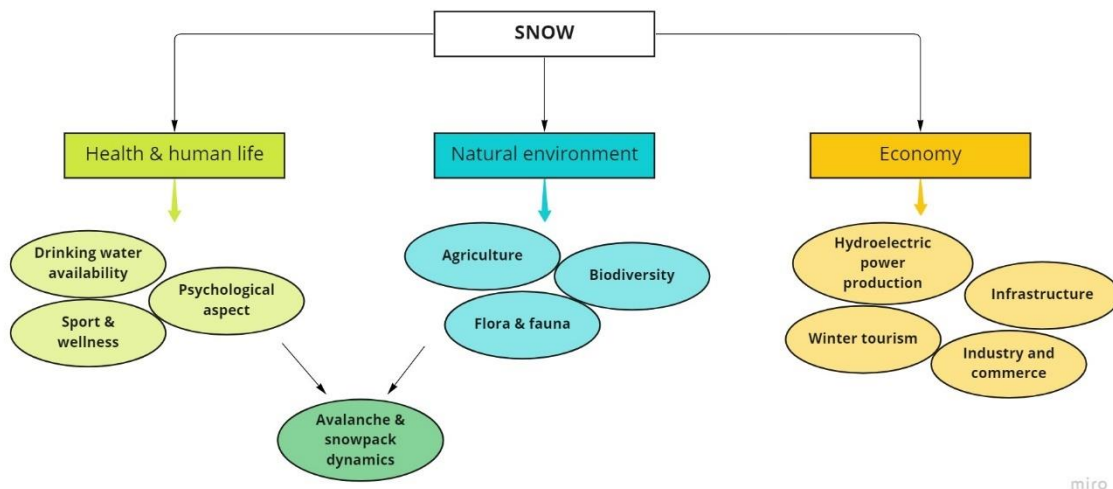 SNOW
Health & human life
Natural environment
Economy
Drinking water
availability
Psychological
aspect
Sport &
wellness
Agriculture
Biodiversity
Flora & fauna
Hydroelectric
power
production
Infrastructure
Winter tourism
Industry and
commerce
Avalanche &
snowpack
dynamics
miro